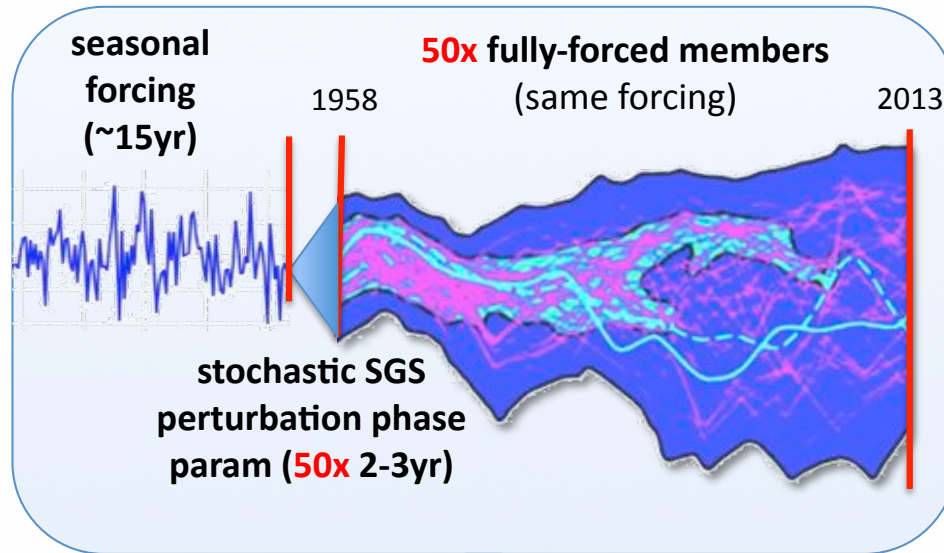 seasonal
forcing
(~15yr)
50x fully-forced members
(same forcing)
1958
2013
stochastic SGS
perturbation phase
param (50x 2-3yr)